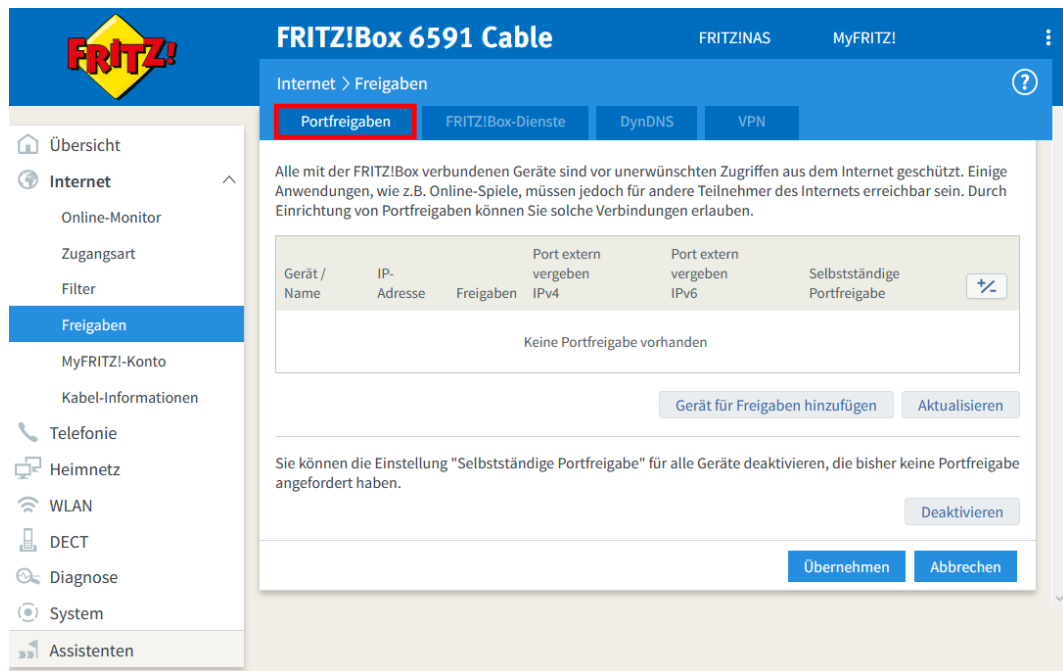 FRITZ!
FRITZ!Box 6591 Cable
FRITZ!NAS
MyFRITZ!
Internet > Freigaben
?
Portfreigaben
FRITZ!Box-Dienste
DynDNS
VPN
Übersicht
Internet
Online-Monitor
Zugangsart
Filter
Freigaben
MyFRITZ!-Konto
Kabel-Informationen
Telefonie
Heimnetz
WLAN
DECT
Diagnose
System
Assistenten
Alle mit der FRITZ!Box verbundenen Geräte sind vor unerwünschten Zugriffen aus dem Internet geschützt. Einige
Anwendungen, wie z.B. Online-Spiele, müssen jedoch für andere Teilnehmer des Internets erreichbar sein. Durch
Einrichtung von Portfreigaben können Sie solche Verbindungen erlauben.
Gerät /
Name
IP-
Adresse
Freigaben
Port extern
vergeben
IPv4
Port extern
vergeben
IPv6
Selbstständige
Portfreigabe
+/-
Keine Portfreigabe vorhanden
Gerät für Freigaben hinzufügen
Aktualisieren
Sie können die Einstellung "Selbstständige Portfreigabe" für alle Geräte deaktivieren, die bisher keine Portfreigabe
angefordert haben.
Deaktivieren
Übernehmen
Abbrechen